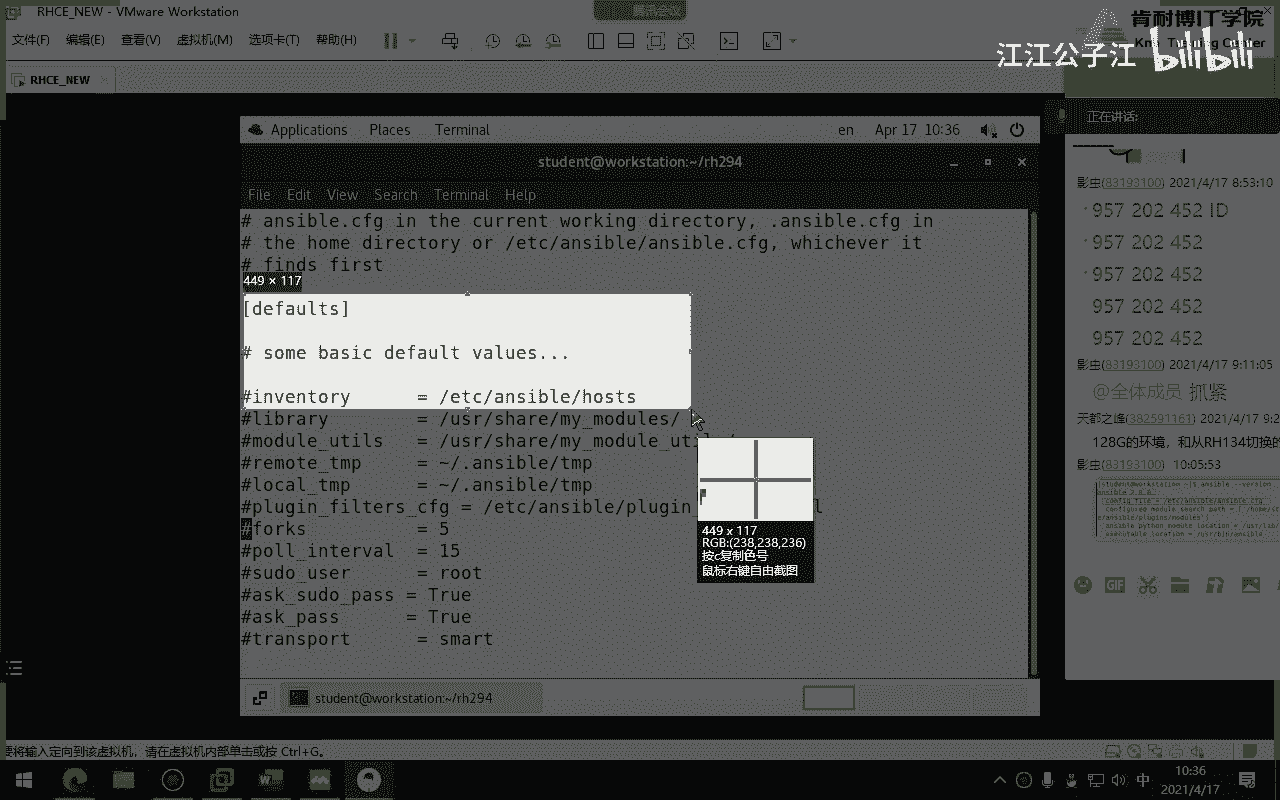 RHCE_NEW - VMware Workstation
文件(F) 编辑(E) 查看(V) 虚拟机(M) 选项卡(T) 帮助(H)
肯耐博IT学院
江江公子江 bilibili
RHCE_NEW
Applications Places Terminal en Apr 17 10:36
正在讲话:
student@workstation:~/rh294
File Edit View Search Terminal Help
# ansible.cfg in the current working directory, .ansible.cfg in
# the home directory or /etc/ansible/ansible.cfg, whichever it
# finds first
449 × 117
[defaults]
# some basic default values...
#inventory = /etc/ansible/hosts
#library = /usr/share/my_modules/
#module_utils = /usr/share/my_module_util
#remote_tmp = ~/.ansible/tmp
#local_tmp = ~/.ansible/tmp
#plugin_filters_cfg = /etc/ansible/plugin
#forks = 5
#poll_interval = 15
#sudo_user = root
#ask_sudo_pass = True
#ask_pass = True
#transport = smart
449 x 117
RGB:(238,238,236)
按c复制色号
鼠标右键自由截图
student@workstation:~/rh294
影虫(83193100) 2021/4/17 8:53:10
957 202 452 ID
957 202 452
957 202 452
957 202 452
957 202 452
影虫(83193100) 2021/4/17 9:11:05
@全体成员 抓紧
天都之峰(382591161) 2021/4/17 9:2
128G的环境，和从RH134切换的
影虫(83193100) 10:05:53
要将输入定向到该虚拟机，请在虚拟机内部单击或按 Ctrl+G。
中
10:36
2021/4/17